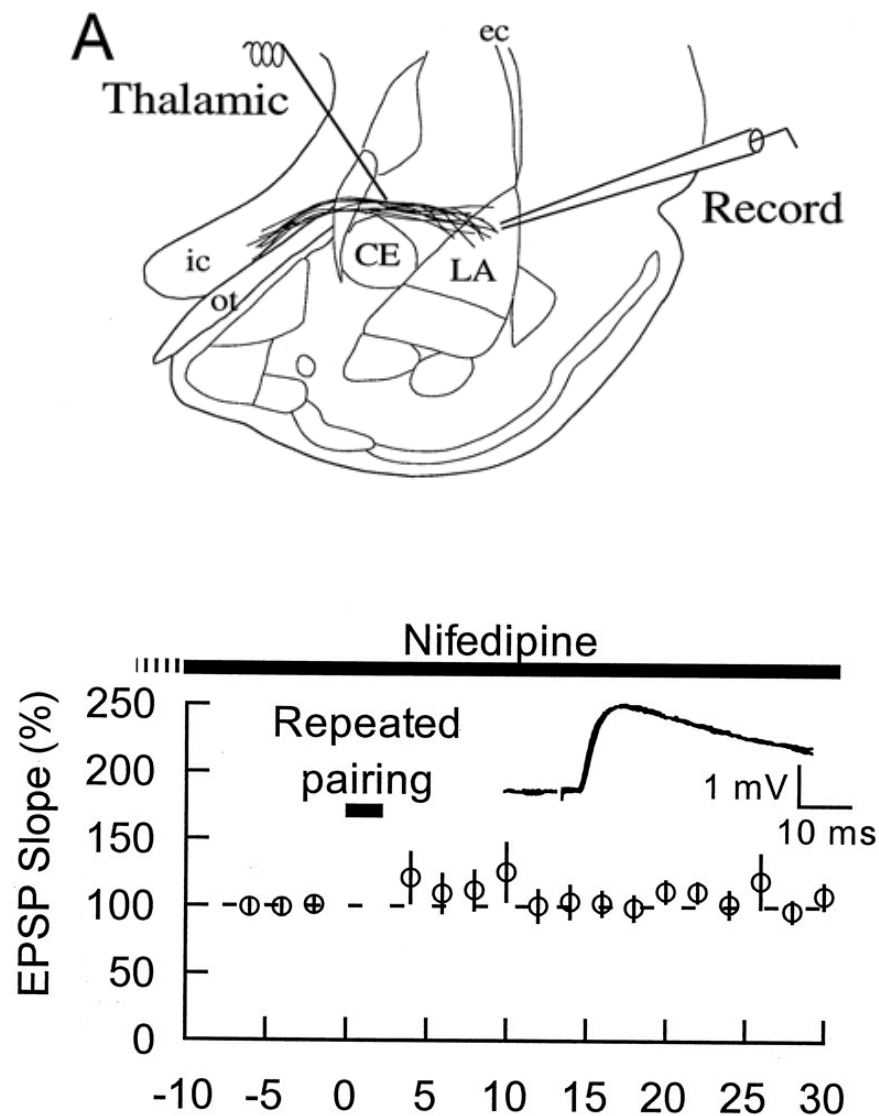 A
ec
Thalamic
Record
ic
CE
LA
ot
Nifedipine
EPSP Slope (%)
250
200
150
100
50
0
Repeated
pairing
1 mV
10 ms
-10 -5 0 5 10 15 20 25 30